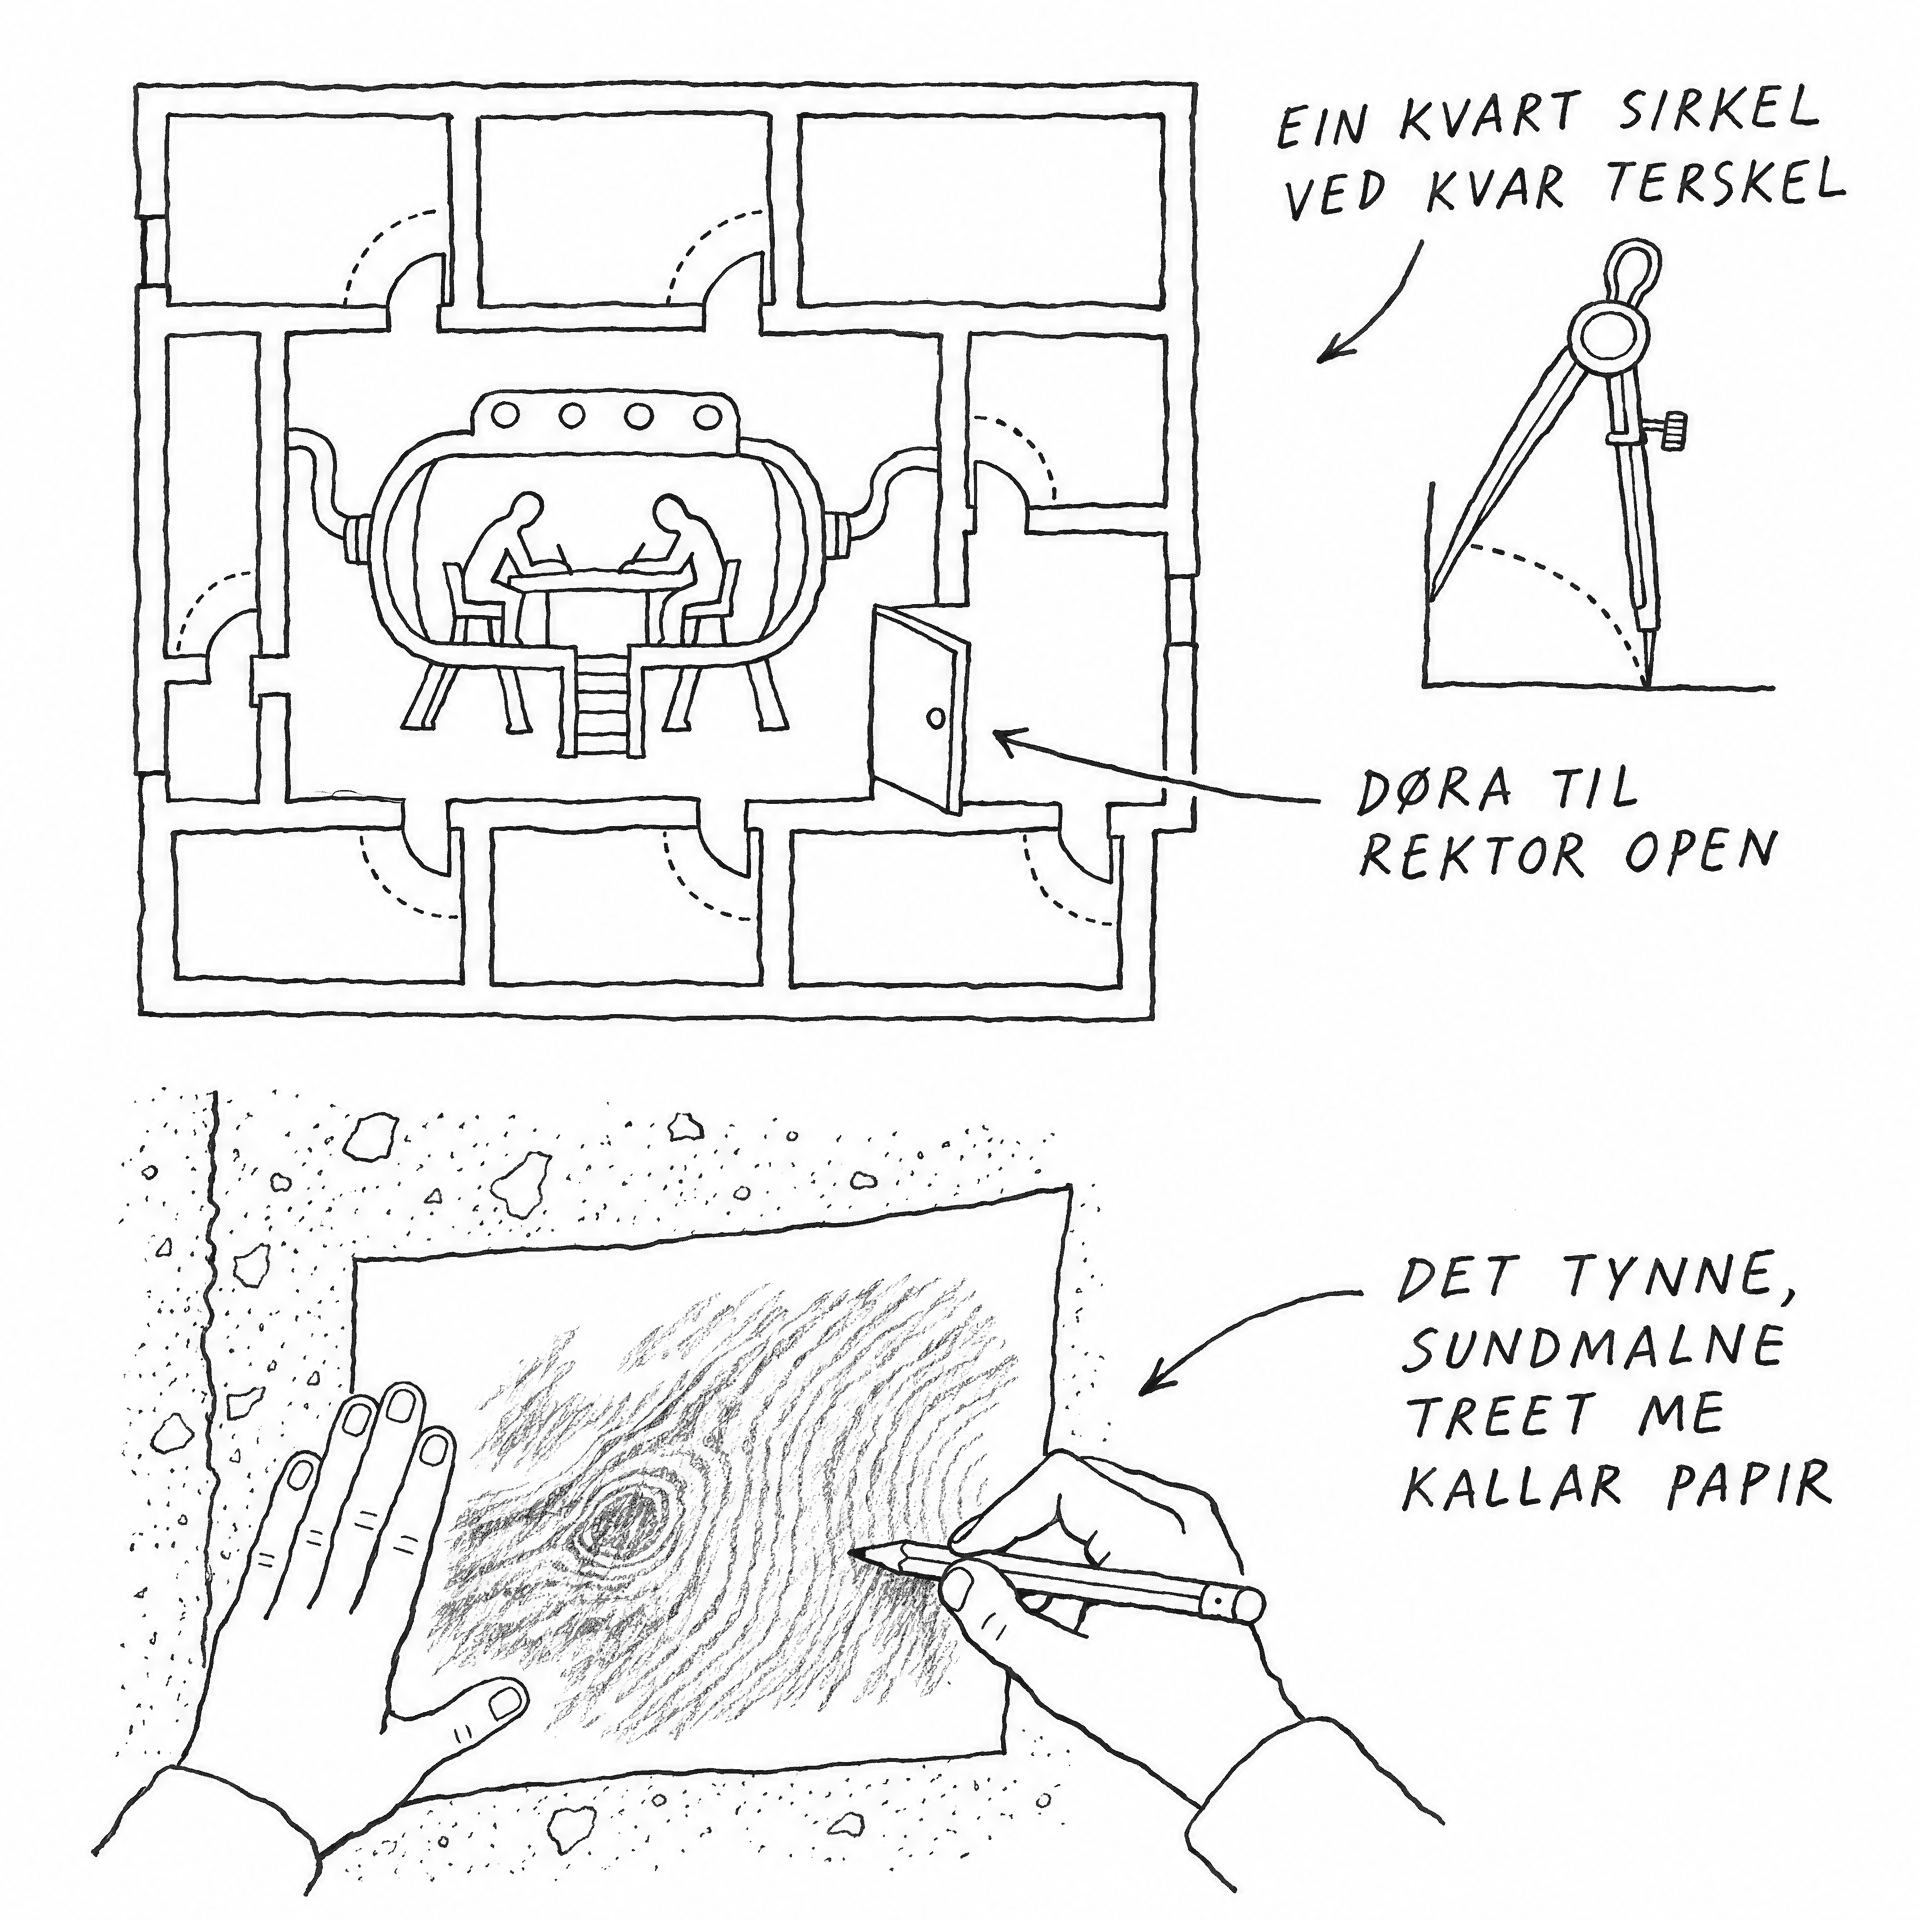 EIN KVART SIRKEL
VED KVAR TERSKEL
DØRA TIL
REKTOR OPEN
DET TYNNE,
SUNDMALNE
TREET ME
KALLAR PAPIR